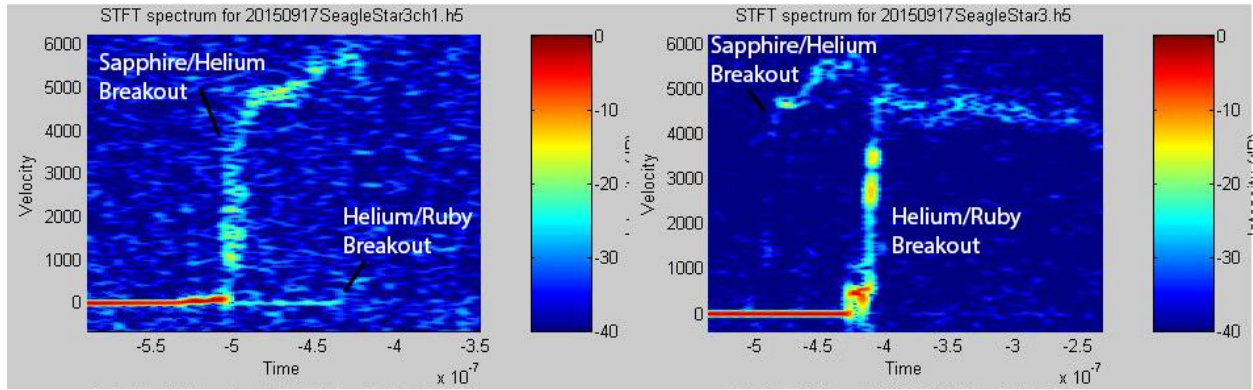 STFT spectrum for 20150917SeagleStar3ch1.h5
6000
5000
4000
3000
2000
1000
0
Velocity
Sapphire/Helium
Breakout
Helium/Ruby
Breakout
-5.5
-5
-4.5
-4
-3.5
Time
x 10^-7
0
-10
-20
-30
-40
STFT spectrum for 20150917SeagleStar3.h5
6000
5000
4000
3000
2000
1000
0
Velocity
Sapphire/Helium
Breakout
Helium/Ruby
Breakout
-5
-4.5
-4
-3.5
-3
-2.5
Time
x 10^-7
0
-10
-20
-30
-40